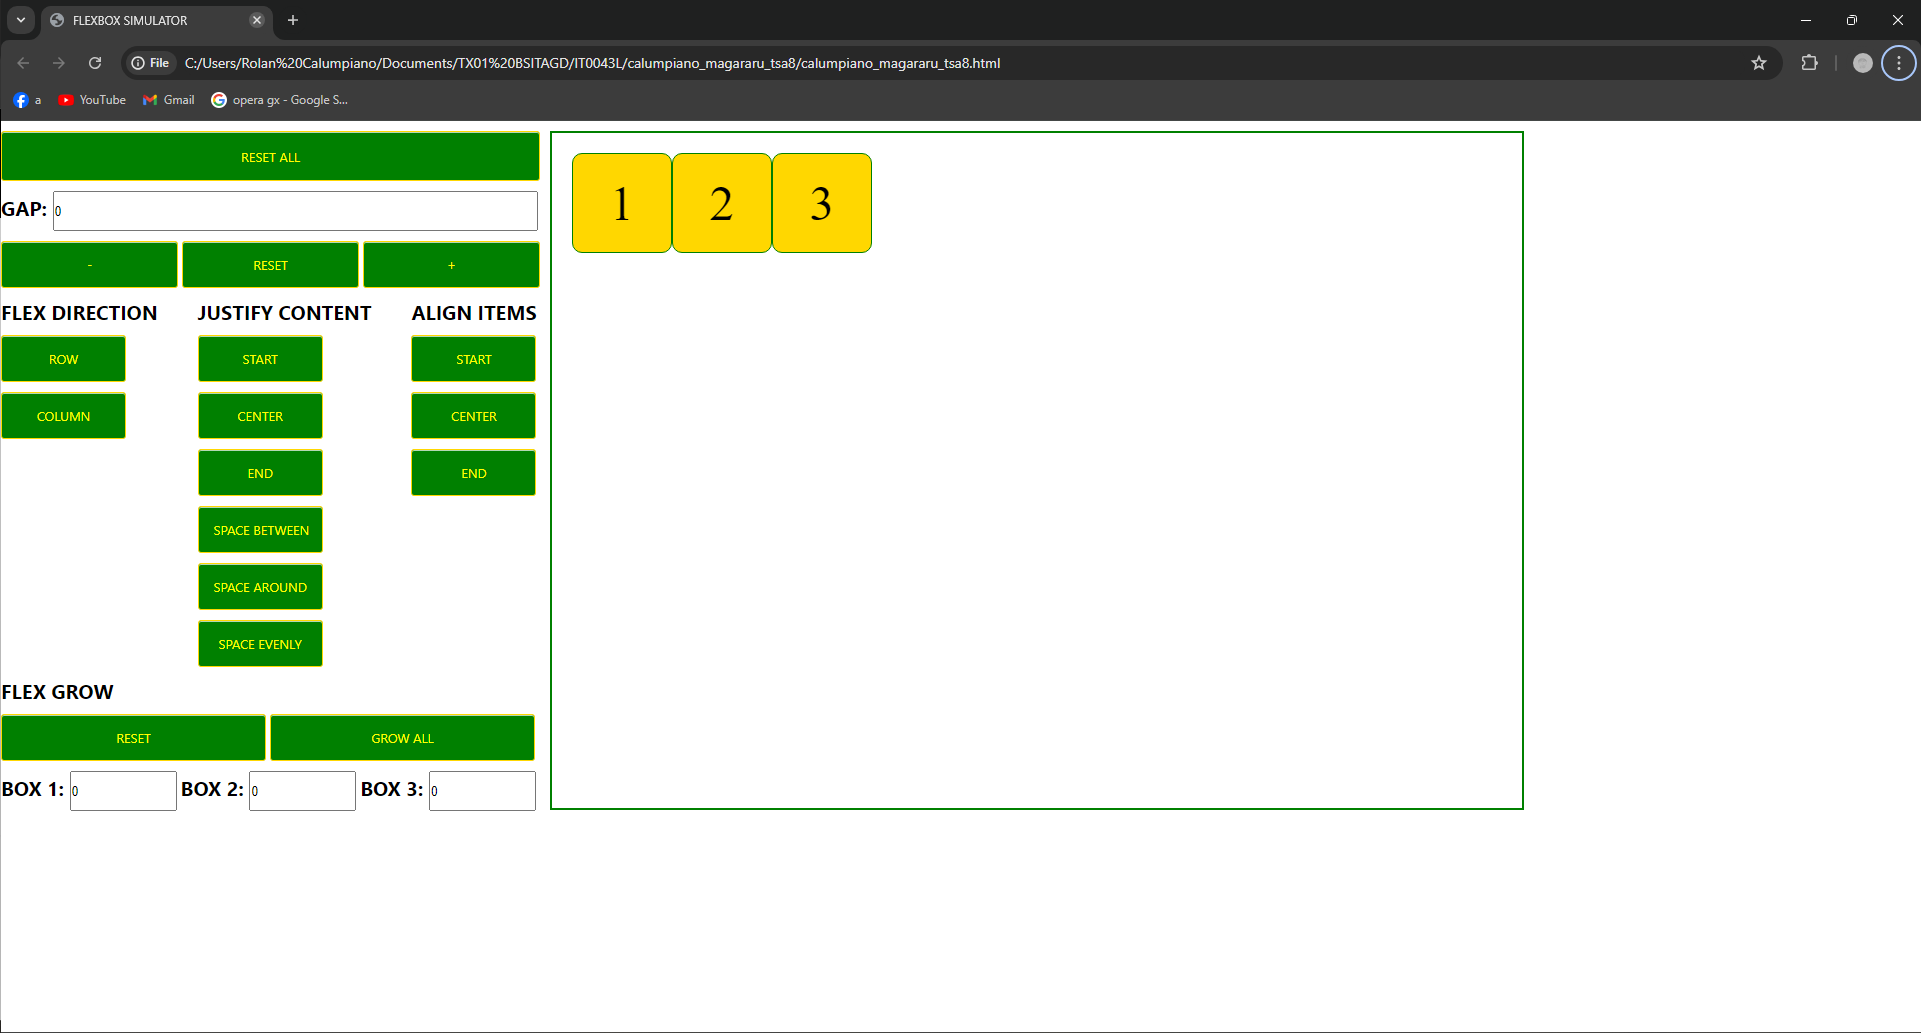 FLEXBOX SIMULATOR
File C:/Users/Rolan%20Calumpiano/Documents/TX01%20BSITAGD/IT0043L/calumpiano_magararu_tsa8/calumpiano_magararu_tsa8.html
a YouTube Gmail opera gx - Google S...
RESET ALL
GAP: 0
- RESET +
FLEX DIRECTION JUSTIFY CONTENT ALIGN ITEMS
ROW START START
COLUMN CENTER CENTER
END END
SPACE BETWEEN
SPACE AROUND
SPACE EVENLY
FLEX GROW
RESET GROW ALL
BOX 1: 0 BOX 2: 0 BOX 3: 0
1 2 3